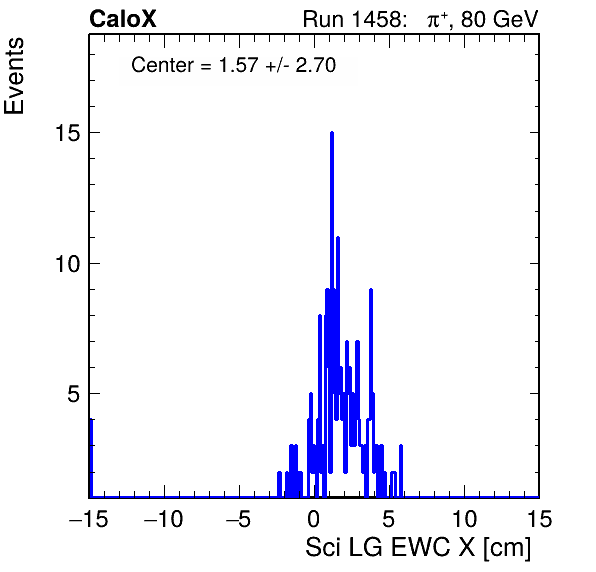 CaloX Run 1458: π⁺, 80 GeV
Center = 1.57 +/- 2.70
Events
15
10
5
−15 −10 −5 0 5 10 15
Sci LG EWC X [cm]